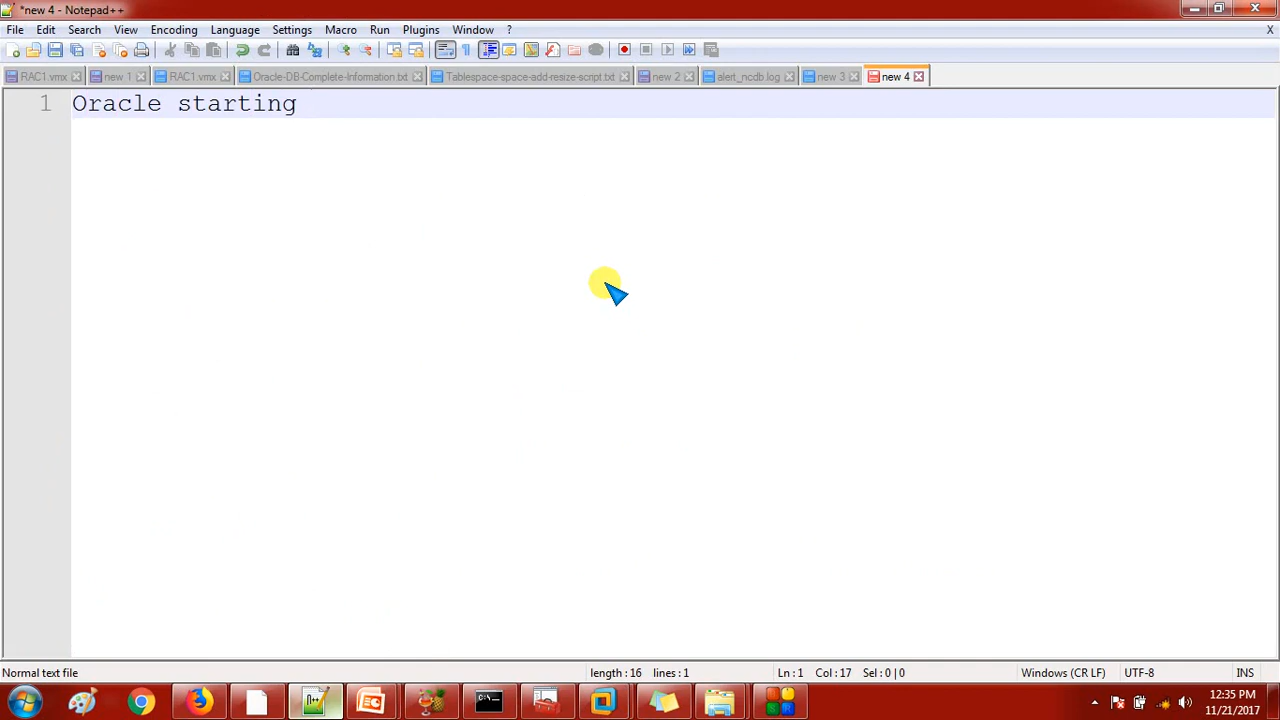 *new 4 - Notepad++
File Edit Search View Encoding Language Settings Macro Run Plugins Window ? X
RAC1.vmx new 1 RAC1.vmx Oracle-DB-Complete-Information.txt Tablespace-space-add-resize-script.txt new 2 alert_ncdb.log new 3 new 4
1 Oracle starting
Normal text file length : 16 lines : 1 Ln : 1 Col : 17 Sel : 0 | 0 Windows (CR LF) UTF-8 INS
12:35 PM
11/21/2017